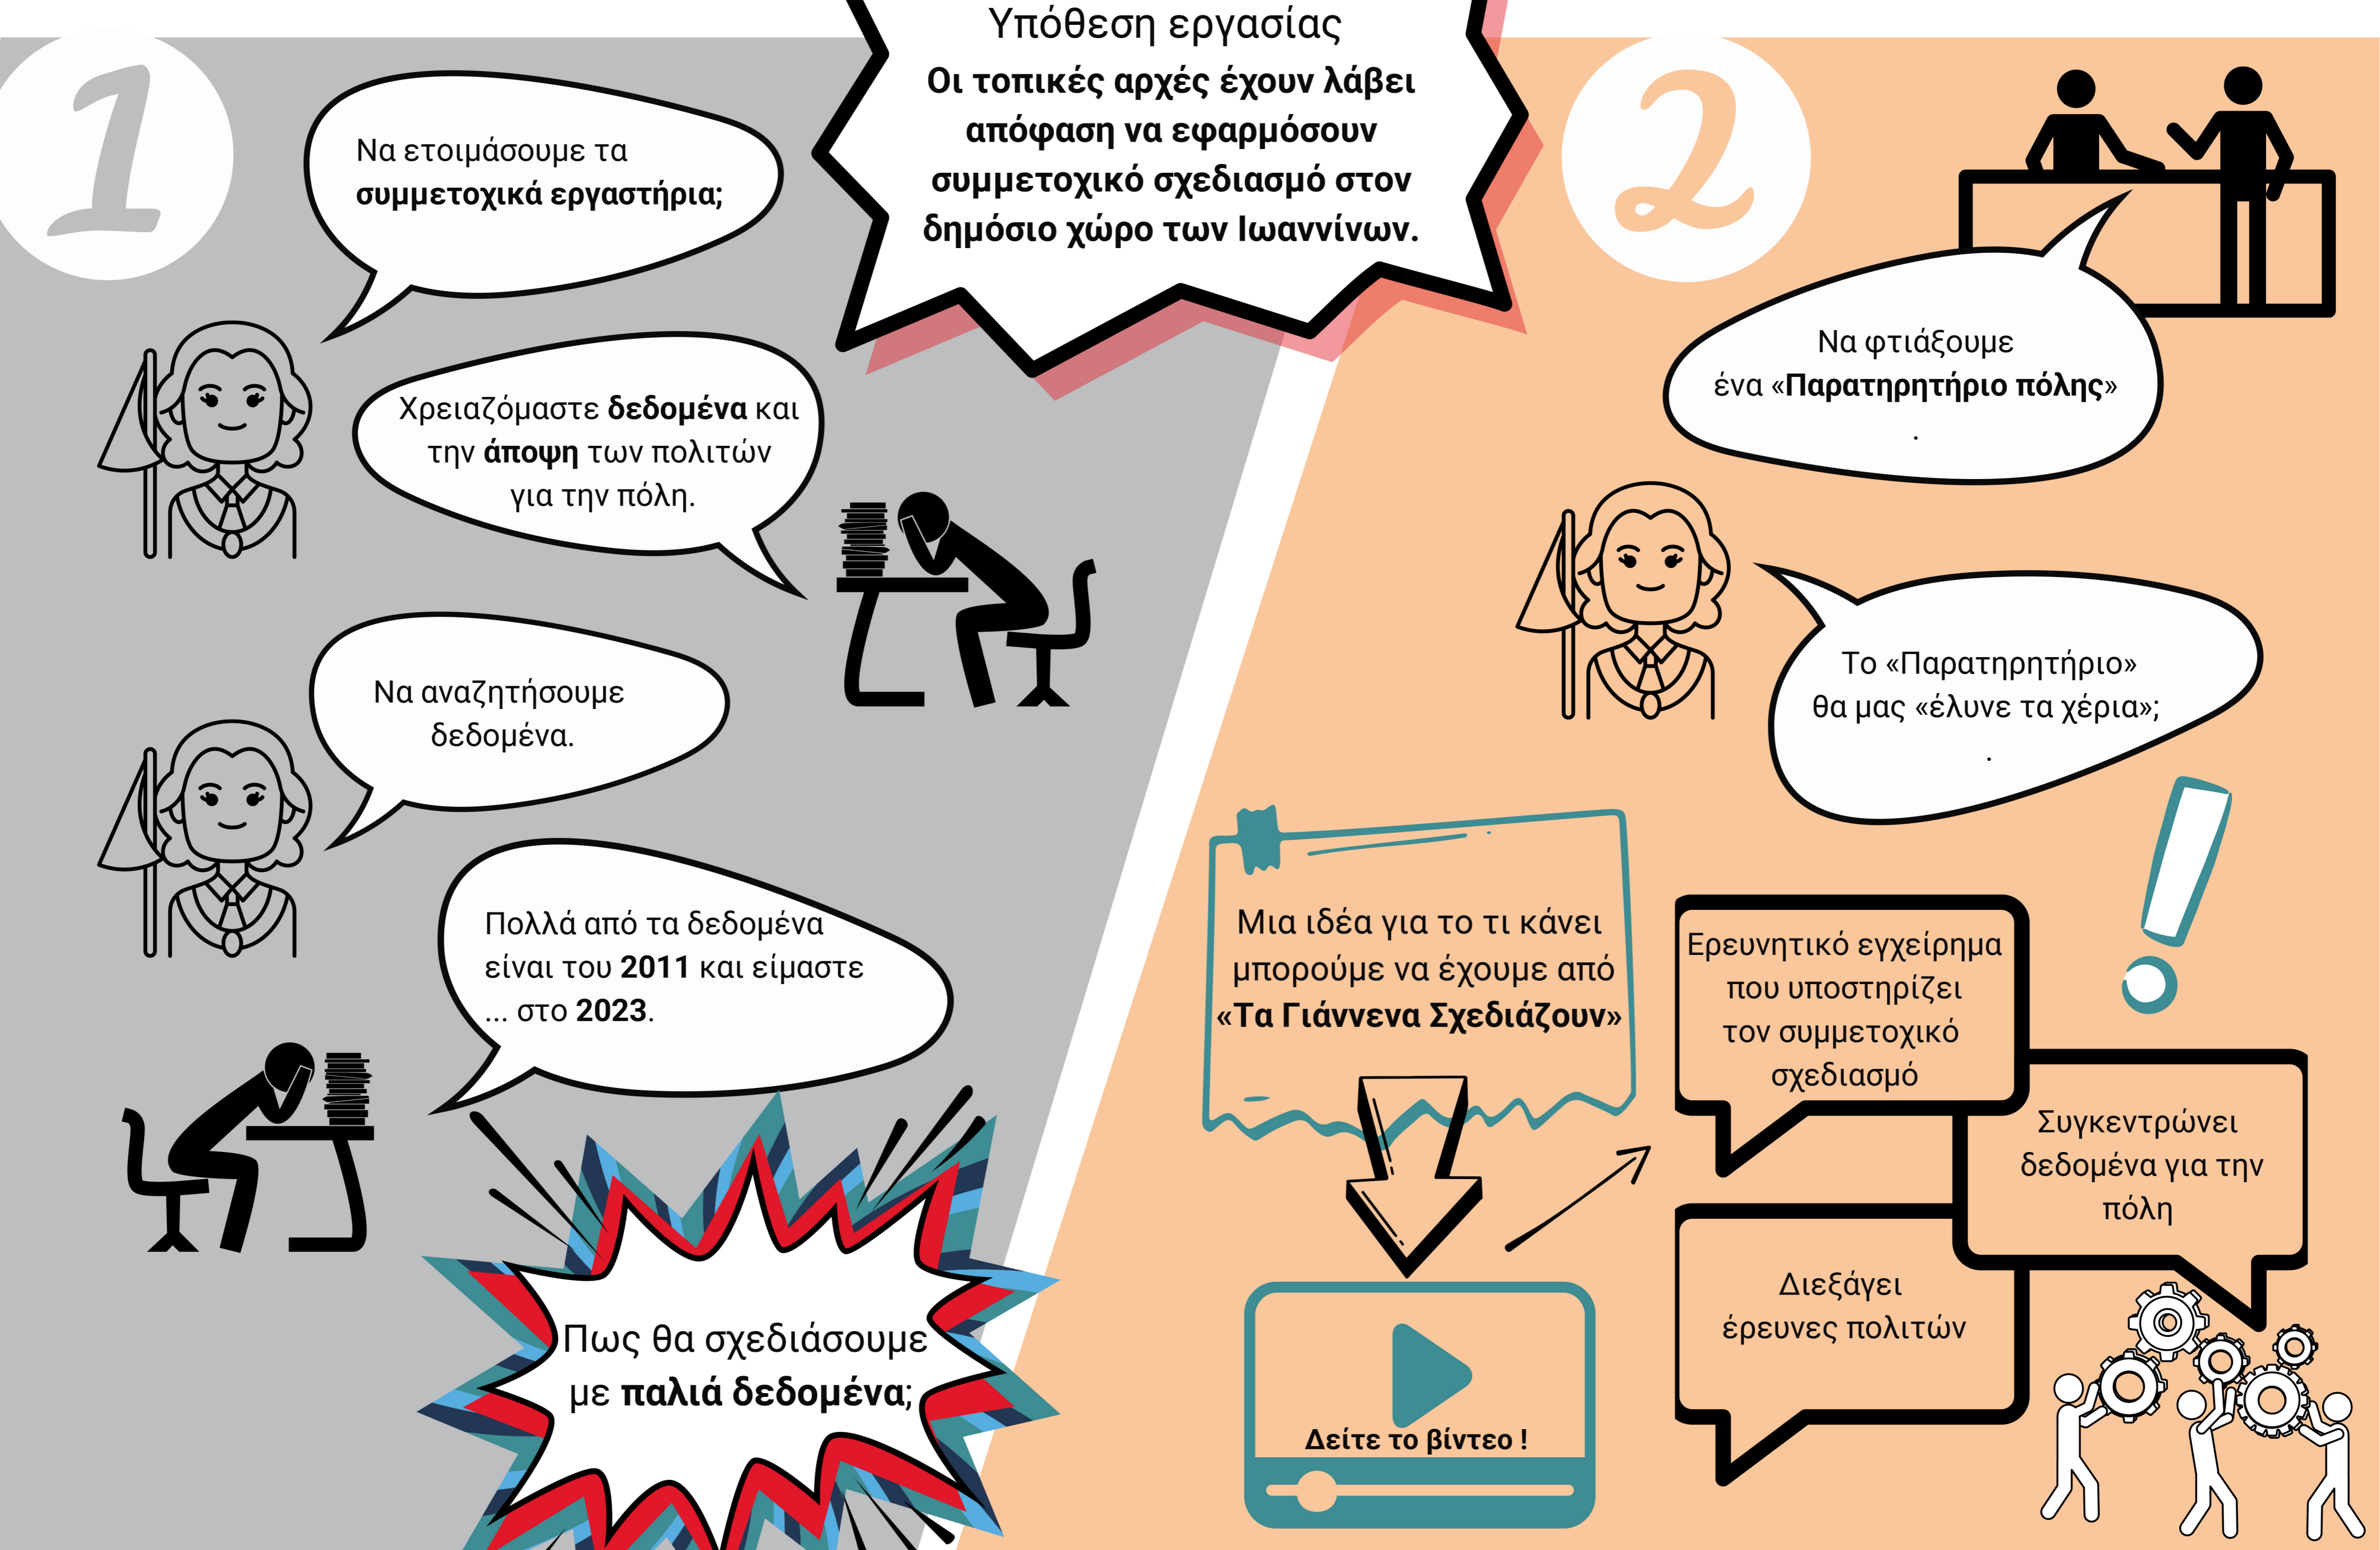 Υπόθεση εργασίας
Οι τοπικές αρχές έχουν λάβει
απόφαση να εφαρμόσουν
συμμετοχικό σχεδιασμό στον
δημόσιο χώρο των Ιωαννίνων.
1
Να ετοιμάσουμε τα
συμμετοχικά εργαστήρια;
Χρειαζόμαστε δεδομένα και
την άποψη των πολιτών
για την πόλη.
Να αναζητήσουμε
δεδομένα.
Πολλά από τα δεδομένα
είναι του 2011 και είμαστε
... στο 2023.
Πως θα σχεδιάσουμε
με παλιά δεδομένα;
2
Να φτιάξουμε
ένα «Παρατηρητήριο πόλης»
.
Το «Παρατηρητήριο»
θα μας «έλυνε τα χέρια»;
.
Μια ιδέα για το τι κάνει
μπορούμε να έχουμε από
«Τα Γιάννενα Σχεδιάζουν»
Δείτε το βίντεο !
Ερευνητικό εγχείρημα
που υποστηρίζει
τον συμμετοχικό
σχεδιασμό
Συγκεντρώνει
δεδομένα για την
πόλη
Διεξάγει
έρευνες πολιτών